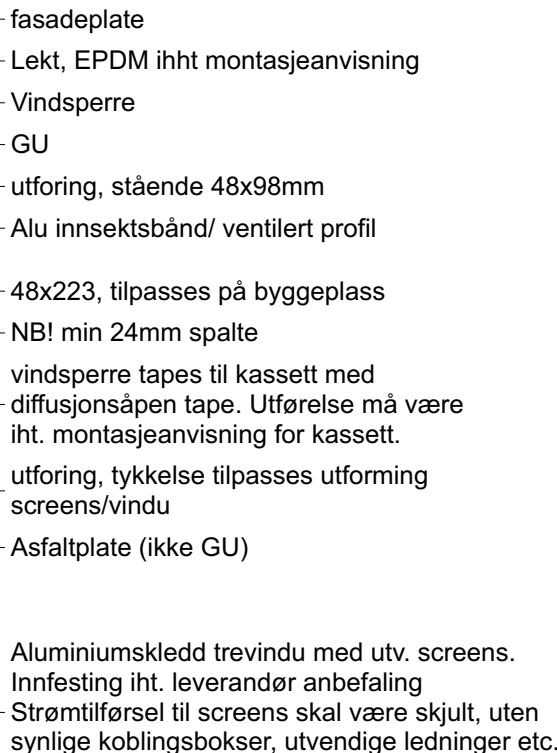 fasadeplate
Lekt, EPDM ihht montasjeanvisning
Vindsperre
GU
utforing, stående 48x98mm
Alu innsektsbånd/ ventilert profil
48x223, tilpasses på byggeplass
NB! min 24mm spalte
vindsperre tapes til kassett med
diffusjonsåpen tape. Utførelse må være
iht. montasjeanvisning for kassett.
utforing, tykkelse tilpasses utforming
screens/vindu
Asfaltplate (ikke GU)
Aluminiumskledd trevindu med utv. screens.
Innfesting iht. leverandør anbefaling
Strømtilførsel til screens skal være skjult, uten
synlige koblingsbokser, utvendige ledninger etc.